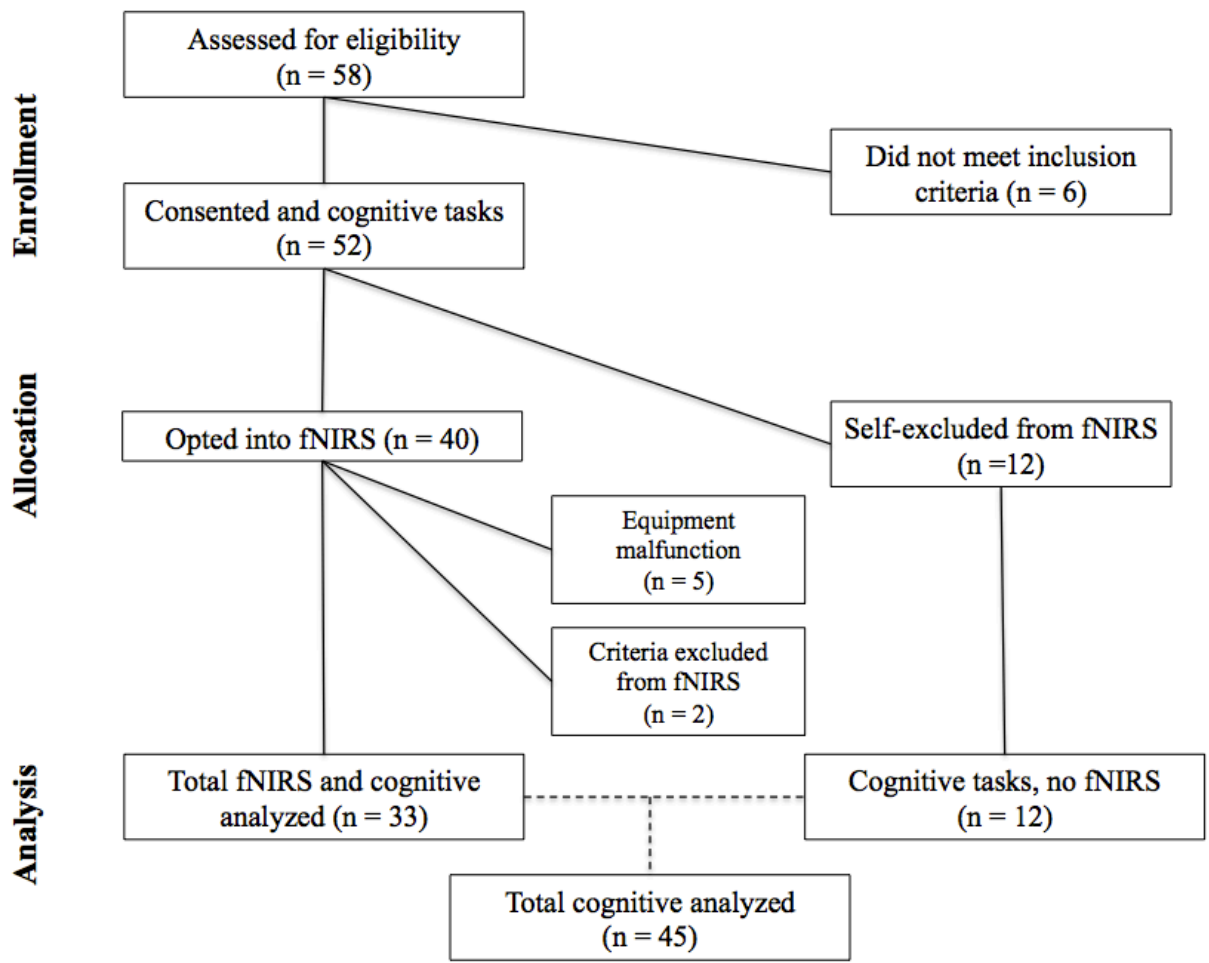 Enrollment
Assessed for eligibility
(n = 58)
Did not meet inclusion
criteria (n = 6)
Consented and cognitive tasks
(n = 52)
Allocation
Opted into fNIRS (n = 40)
Self-excluded from fNIRS
(n =12)
Equipment
malfunction
(n = 5)
Criteria excluded
from fNIRS
(n = 2)
Analysis
Total fNIRS and cognitive
analyzed (n = 33)
Cognitive tasks, no fNIRS
(n = 12)
Total cognitive analyzed
(n = 45)